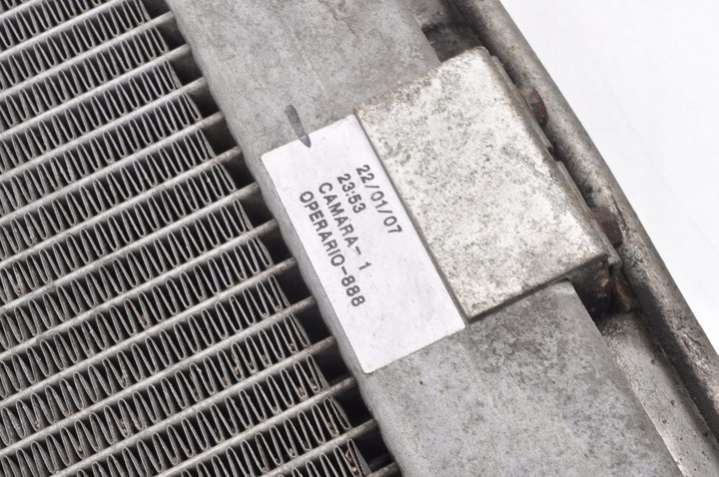 22/01/07
23:53
CAMARA-1
OPERARIO-888